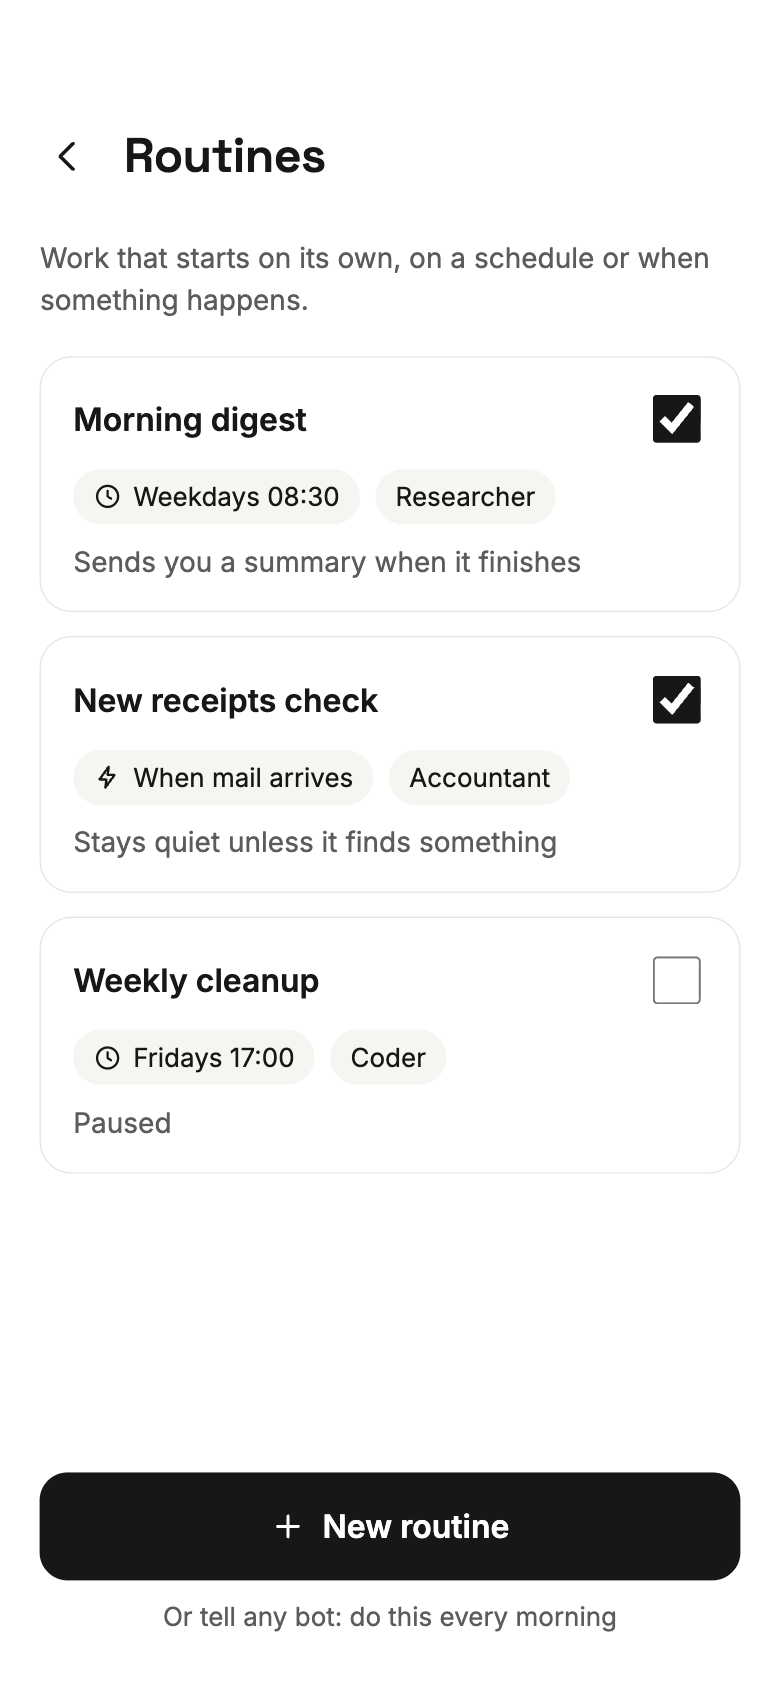 Routines
Work that starts on its own, on a schedule or when
something happens.
Morning digest
Weekdays 08:30
Researcher
Sends you a summary when it finishes
New receipts check
When mail arrives
Accountant
Stays quiet unless it finds something
Weekly cleanup
Fridays 17:00
Coder
Paused
New routine
Or tell any bot: do this every morning